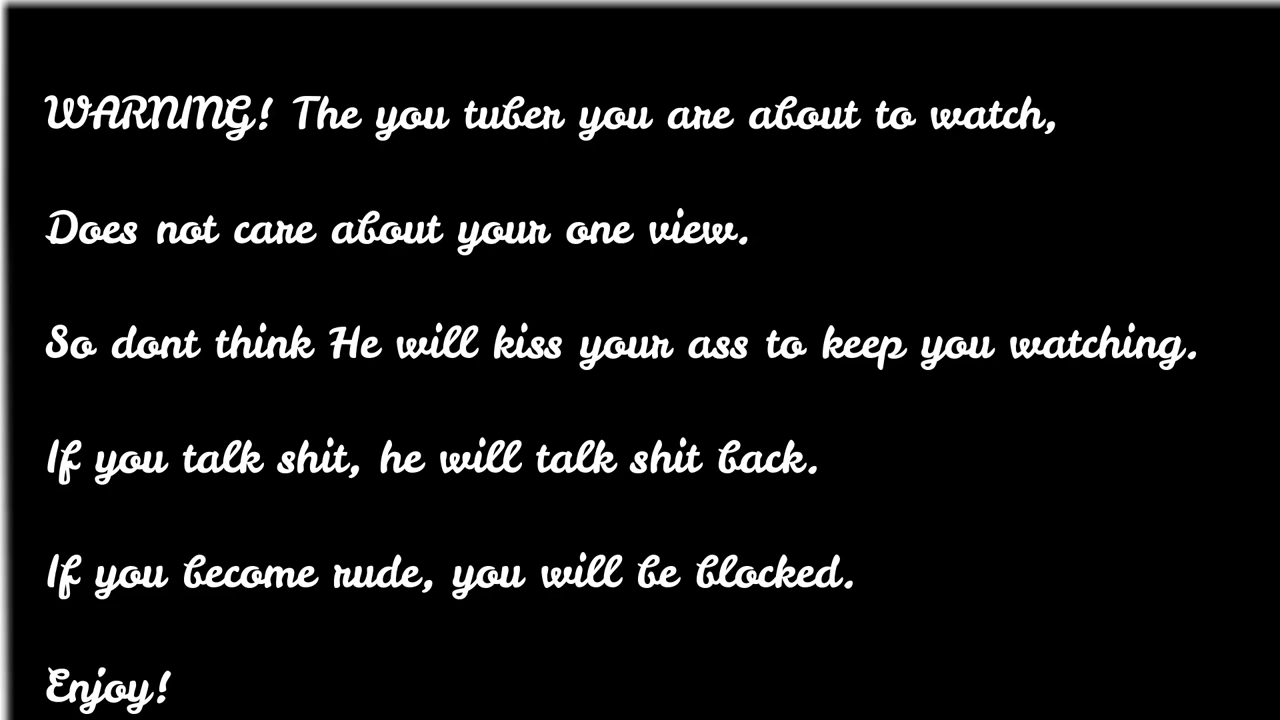 WARNING! The you tuber you are about to watch,
Does not care about your one view.
So dont think He will kiss your ass to keep you watching.
If you talk shit, he will talk shit back.
If you become rude, you will be blocked.
Enjoy!